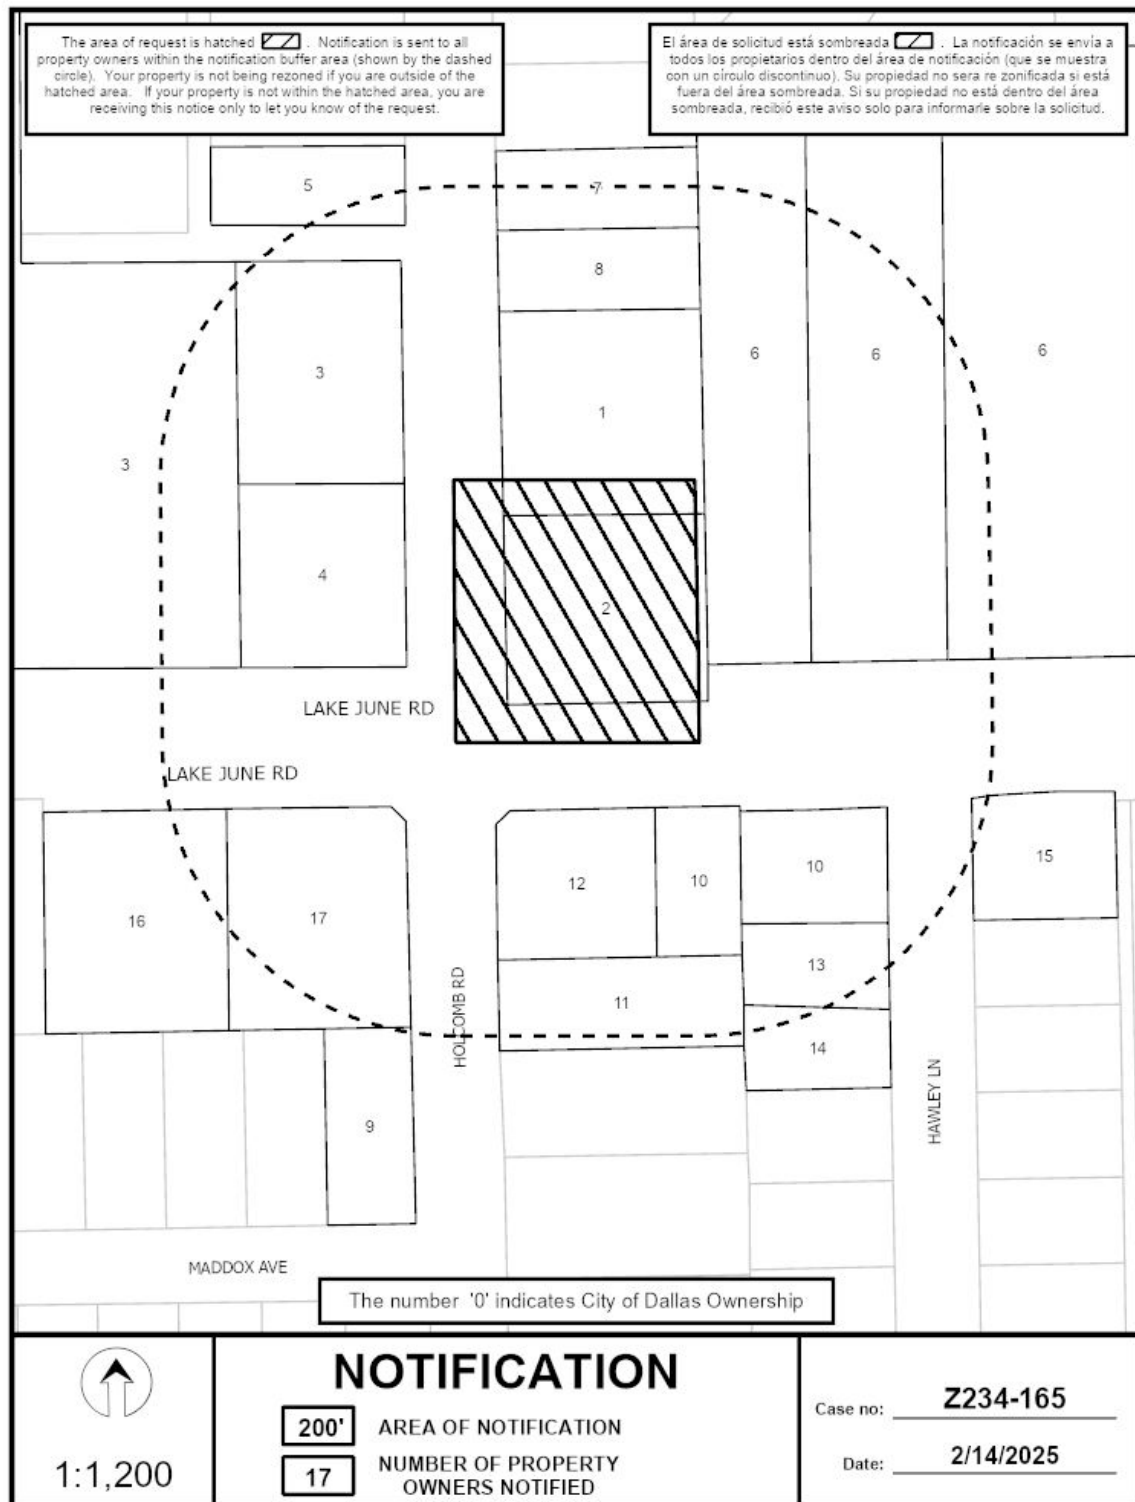 The area of request is hatched . Notification is sent to all
property owners within the notification buffer area (shown by the dashed
circle). Your property is not being rezoned if you are outside of the
hatched area. If your property is not within the hatched area, you are
receiving this notice only to let you know of the request.
El área de solicitud está sombreada . La notificación se envía a
todos los propietarios dentro del área de notificación (que se muestra
con un círculo discontinuo). Su propiedad no sera re zonificada si está
fuera del área sombreada. Si su propiedad no está dentro del área
sombreada, recibió este aviso solo para informarle sobre la solicitud.
5
7
8
3
6
6
6
1
3
4
2
LAKE JUNE RD
LAKE JUNE RD
16
17
12
10
10
15
13
11
14
HOLCOMB RD
HAWLEY LN
9
MADDOX AVE
The number '0' indicates City of Dallas Ownership
1:1,200
NOTIFICATION
200' AREA OF NOTIFICATION
17 NUMBER OF PROPERTY
OWNERS NOTIFIED
Case no: Z234-165
Date: 2/14/2025